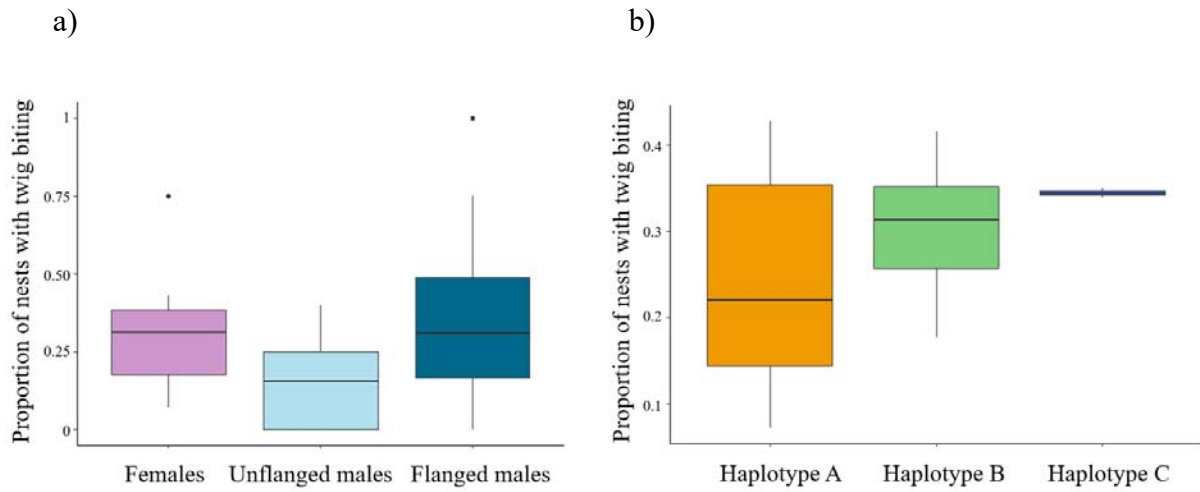 a)
Proportion of nests with twig biting
1
0.75
0.50
0.25
0
Females Unflanged males Flanged males
b)
Proportion of nests with twig biting
0.4
0.3
0.2
0.1
Haplotype A Haplotype B Haplotype C